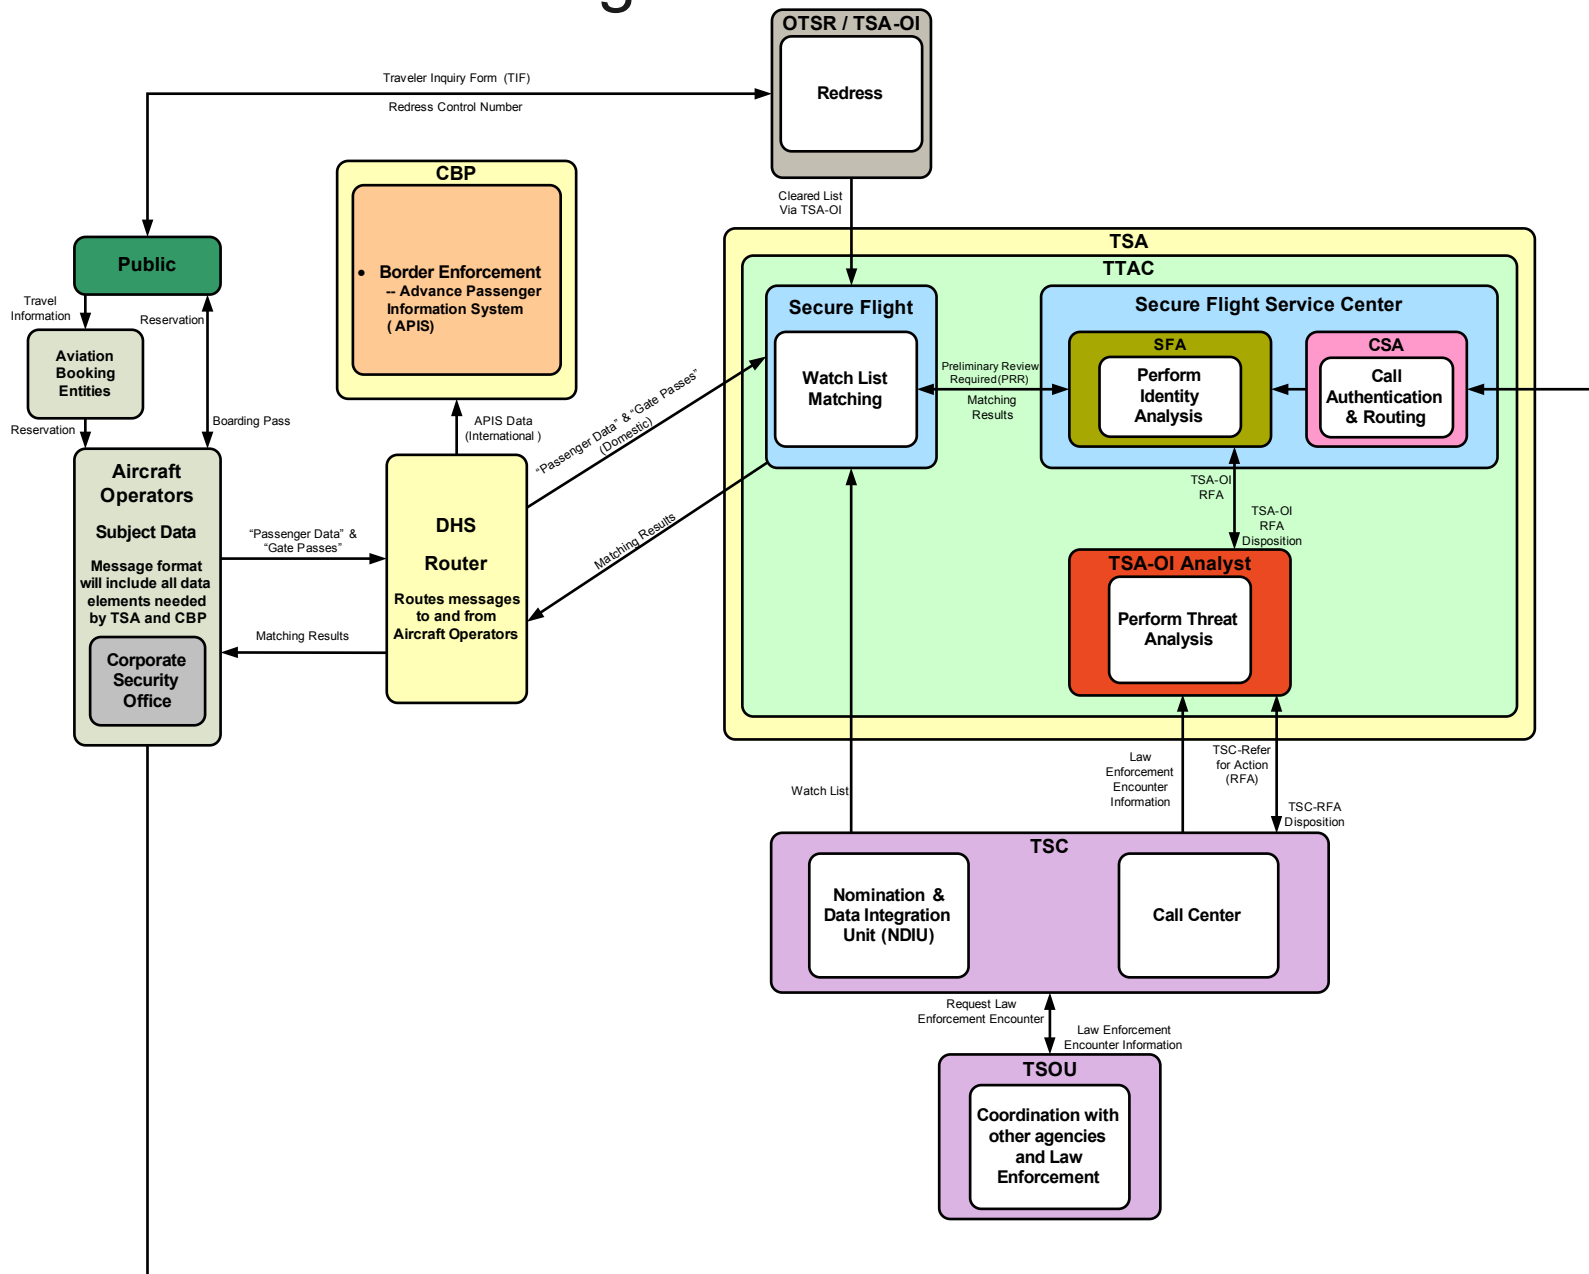 g
OTSR / TSA-OI
Redress
Traveler Inquiry Form (TIF)
Redress Control Number
Cleared List
Via TSA-OI
CBP
• Border Enforcement
-- Advance Passenger
Information System
( APIS)
Public
Travel
Information
Reservation
Aviation
Booking
Entities
Reservation
Boarding Pass
APIS Data
(International )
Aircraft
Operators
Subject Data
Message format
will include all data
elements needed
by TSA and CBP
Corporate
Security
Office
“Passenger Data” &
“Gate Passes”
Matching Results
DHS
Router
Routes messages
to and from
Aircraft Operators
“Passenger Data” & “Gate Passes”
(Domestic)
Matching Results
TSA
TTAC
Secure Flight
Watch List
Matching
Preliminary Review
Required(PRR)
Matching
Results
Secure Flight Service Center
SFA
Perform
Identity
Analysis
CSA
Call
Authentication
& Routing
TSA-OI
RFA
TSA-OI
RFA
Disposition
TSA-OI Analyst
Perform Threat
Analysis
Watch List
Law
Enforcement
Encounter
Information
TSC-Refer
for Action
(RFA)
TSC-RFA
Disposition
TSC
Nomination &
Data Integration
Unit (NDIU)
Call Center
Request Law
Enforcement Encounter
Law Enforcement
Encounter Information
TSOU
Coordination with
other agencies
and Law
Enforcement